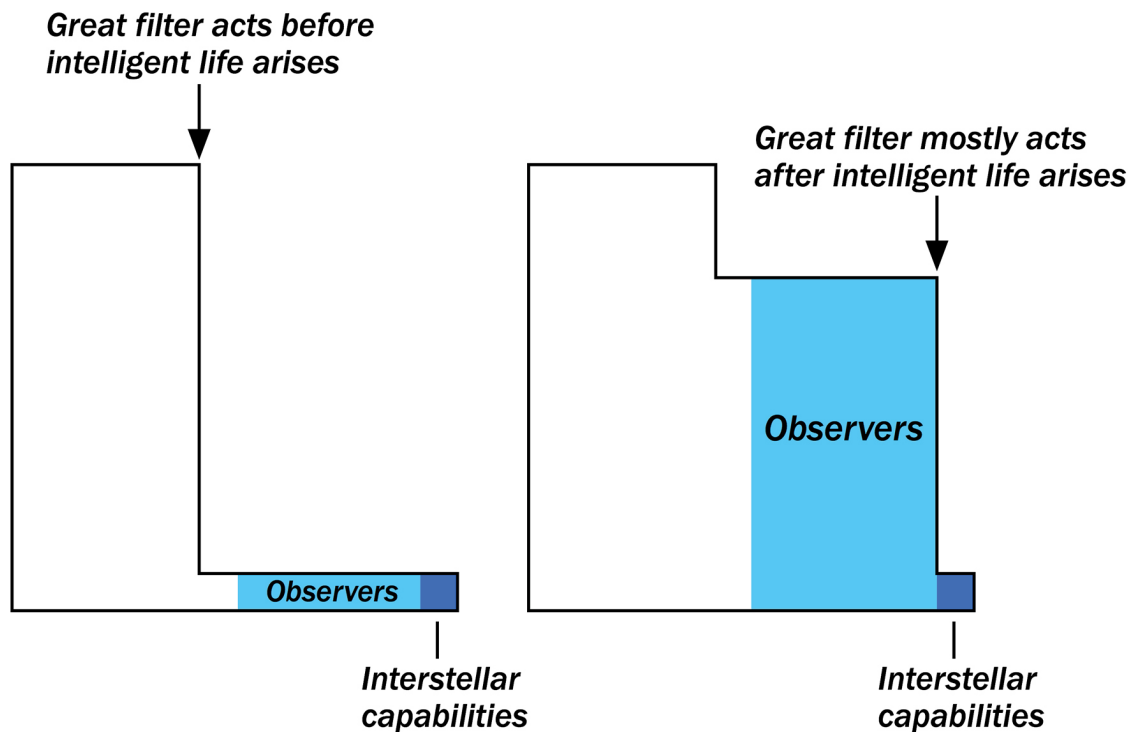 Great filter acts before
intelligent life arises
Observers
Interstellar
capabilities
Great filter mostly acts
after intelligent life arises
Observers
Interstellar
capabilities